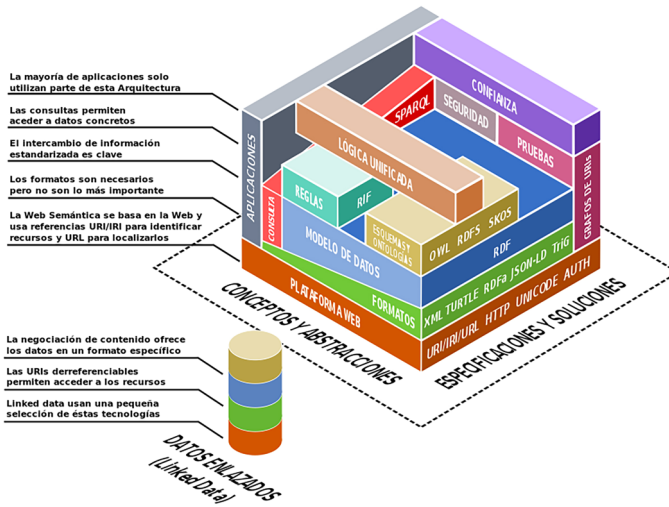 La mayoría de aplicaciones solo
utilizan parte de esta Arquitectura
Las consultas permiten
aceder a datos concretos
El intercambio de información
estandarizada es clave
Los formatos son necesarios
pero no son lo más importante
La Web Semántica se basa en la Web y
usa referencias URI/IRI para identificar
recursos y URL para localizarlos
APLICACIONES
CONFIANZA
SPARQL
SEGURIDAD
PRUEBAS
LÓGICA UNIFICADA
REGLAS
RIF
CONSULTA
ESQUEMAS Y
ONTOLOGÍAS
OWL RDFS SKOS
MODELO DE DATOS
RDF
GRAFOS DE URIs
FORMATOS
XML TURTLE RDFa JSON-LD TriG
PLATAFORMA WEB
URI/IRI/URL HTTP UNICODE AUTH
CONCEPTOS Y ABSTRACCIONES
ESPECIFICACIONES Y SOLUCIONES
La negociación de contenido ofrece
los datos en un formato específico
Las URIs derreferenciables
permiten acceder a los recursos
Linked data usan una pequeña
selección de éstas tecnologías
DATOS ENLAZADOS
(Linked Data)